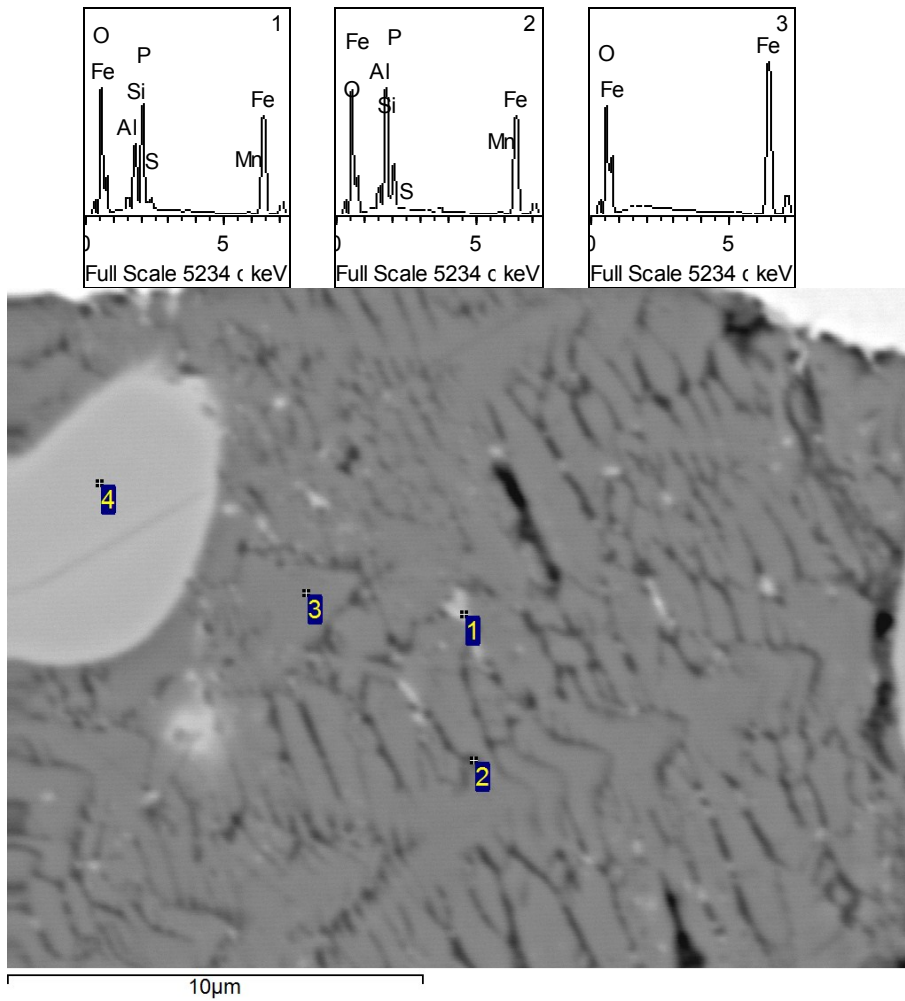 1
O
P
Fe
Si
Fe
Al
Mn
S
0 5
Full Scale 5234 c keV
2
Fe
P
Al
O
Si
Fe
Mn
S
0 5
Full Scale 5234 c keV
3
Fe
O
Fe
0 5
Full Scale 5234 c keV
4
3
1
2
10µm